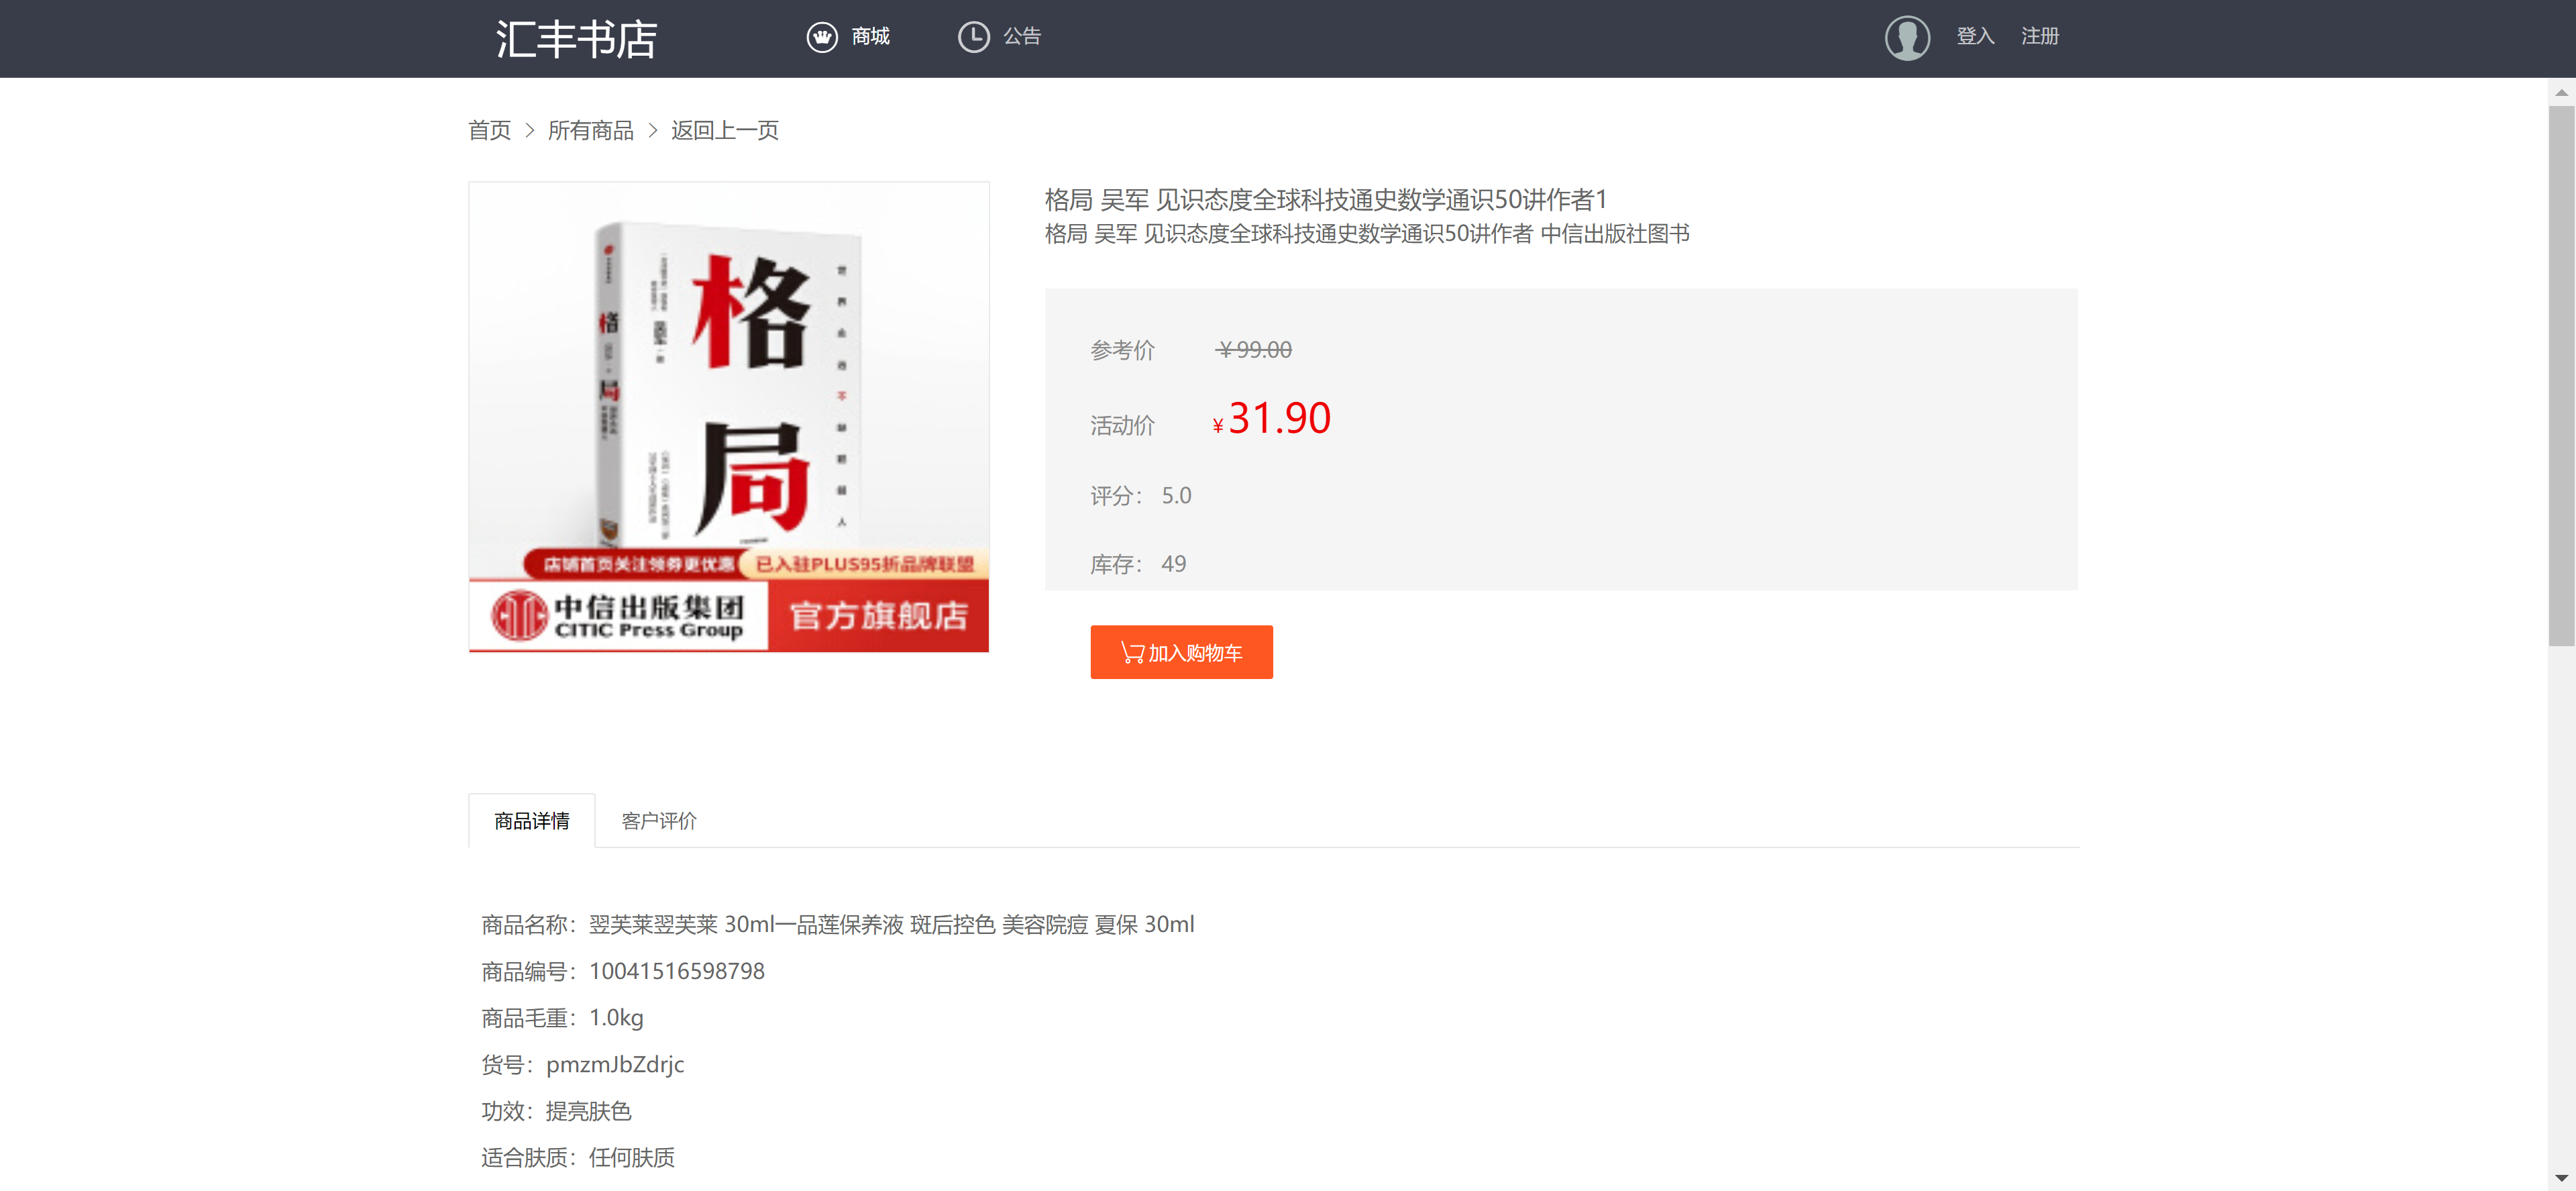 汇丰书店
商城
公告
登入
注册
首页 > 所有商品 > 返回上一页
格局
格局
店铺首页关注领券更优惠
已入驻PLUS95折品牌联盟
中信出版集团
CITIC Press Group
官方旗舰店
格局 吴军 见识态度全球科技通史数学通识50讲作者1
格局 吴军 见识态度全球科技通史数学通识50讲作者 中信出版社图书
参考价 ￥99.00
活动价 ￥31.90
评分： 5.0
库存： 49
加入购物车
商品详情
客户评价
商品名称：翌芙莱翌芙莱 30ml一品莲保养液 斑后控色 美容院痘 夏保 30ml
商品编号：10041516598798
商品毛重：1.0kg
货号：pmzmJbZdrjc
功效：提亮肤色
适合肤质：任何肤质